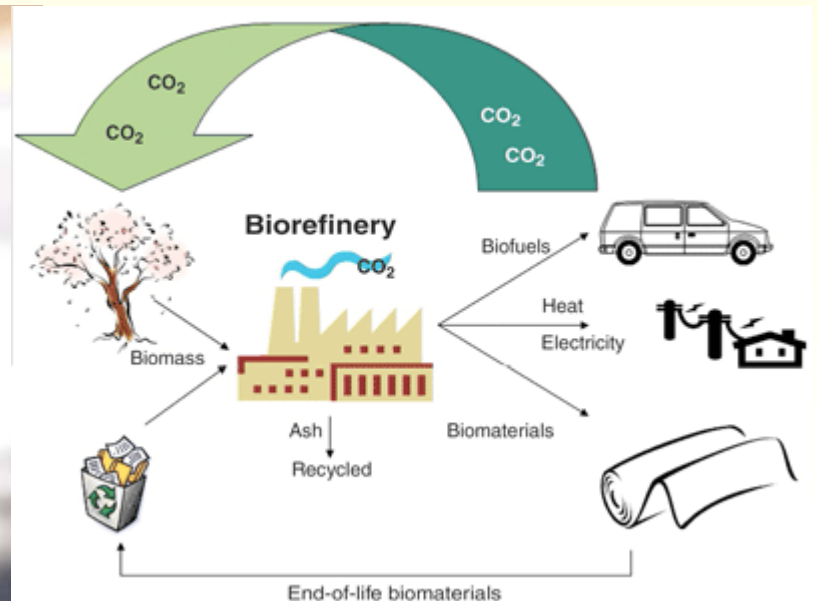 CO₂
CO₂
CO₂
CO₂
Biorefinery
CO₂
Biofuels
Heat
Electricity
Biomass
Ash
Recycled
Biomaterials
End-of-life biomaterials